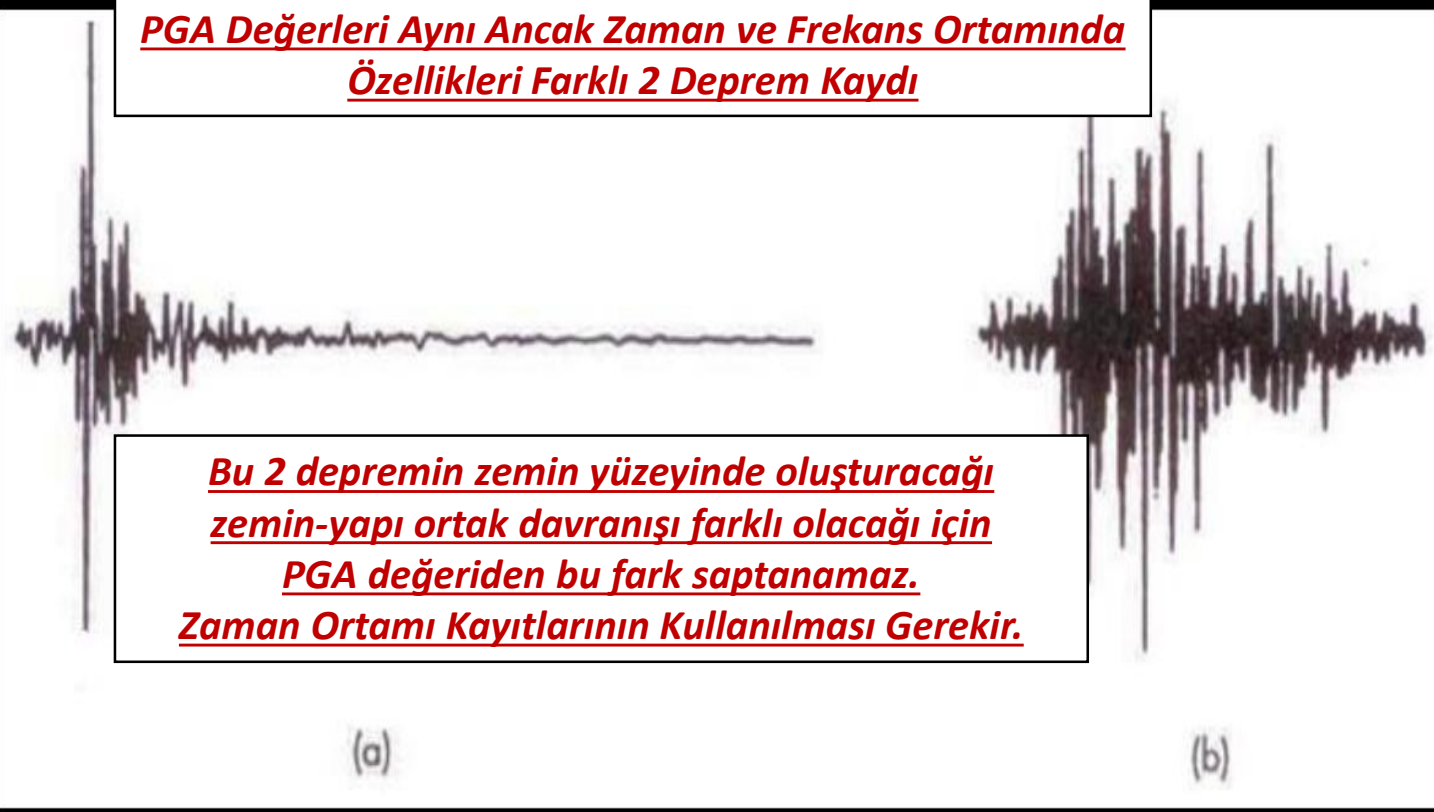 PGA Değerleri Aynı Ancak Zaman ve Frekans Ortamında
Özellikleri Farklı 2 Deprem Kaydı
Bu 2 depremin zemin yüzeyinde oluşturacağı
zemin-yapı ortak davranışı farklı olacağı için
PGA değeriden bu fark saptanamaz.
Zaman Ortamı Kayıtlarının Kullanılması Gerekir.
(a)
(b)